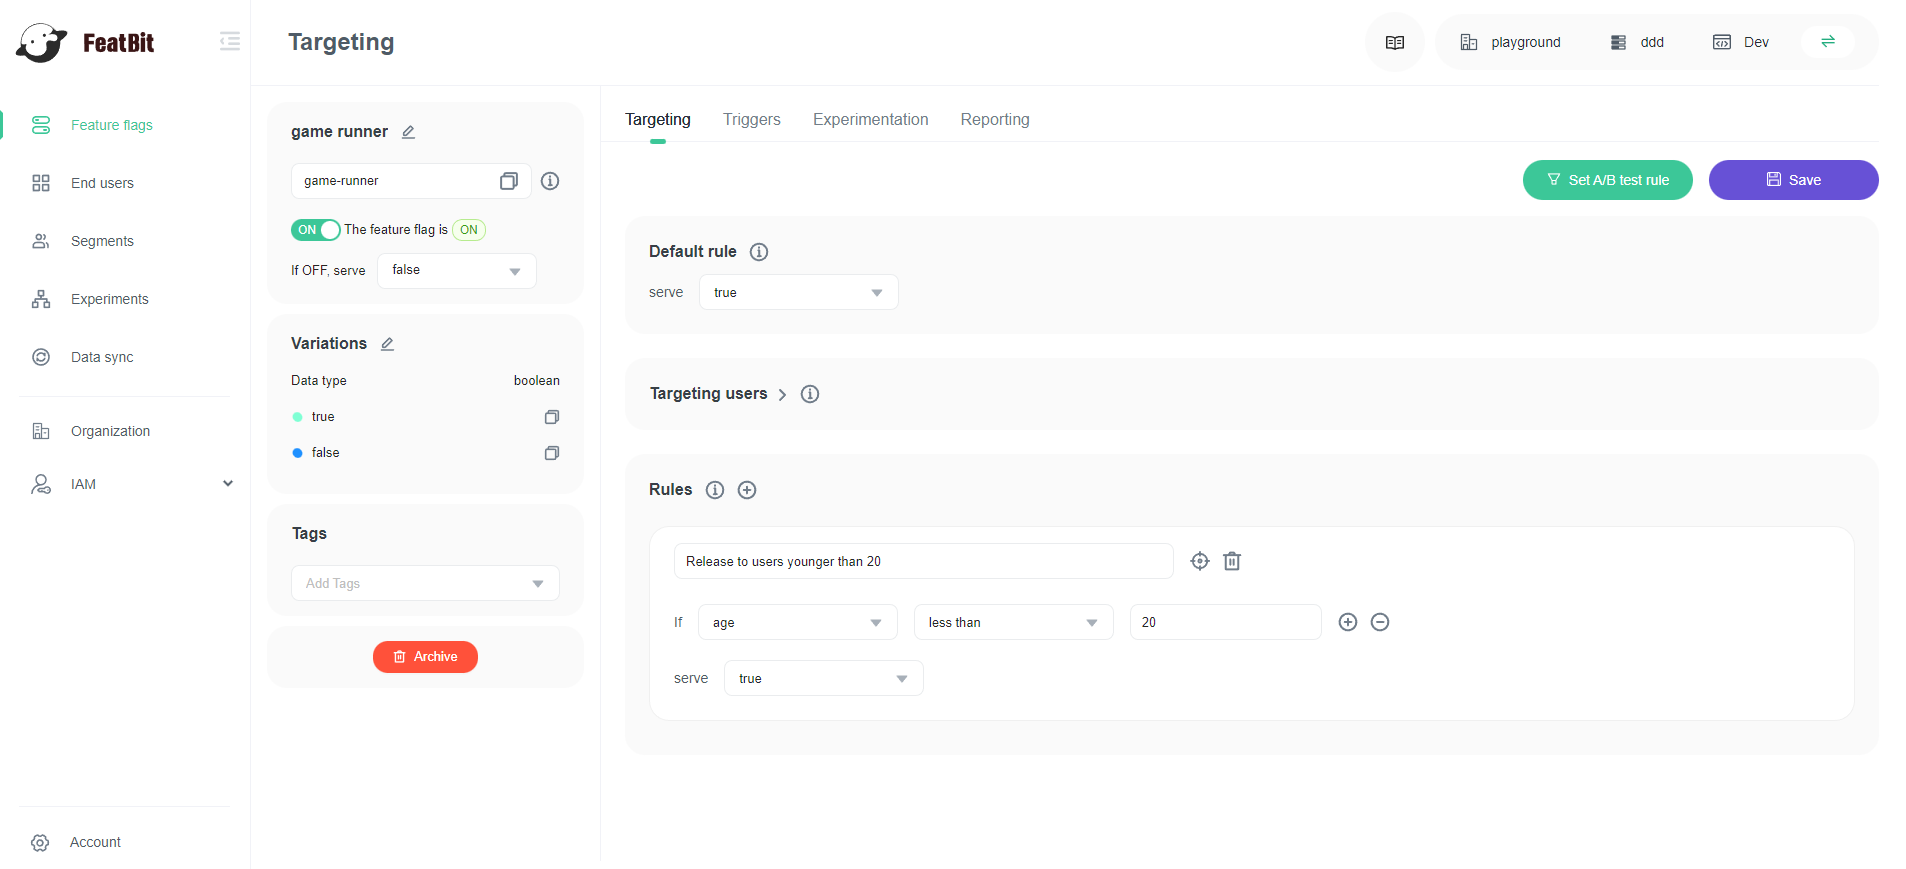 FeatBit
Targeting
playground
ddd
Dev
Feature flags
End users
Segments
Experiments
Data sync
Organization
IAM
Account
game runner
game-runner
ON The feature flag is ON
If OFF, serve false
Variations
Data type boolean
true
false
Tags
Add Tags
Archive
Targeting Triggers Experimentation Reporting
Set A/B test rule Save
Default rule
serve true
Targeting users
Rules
Release to users younger than 20
If age less than 20
serve true